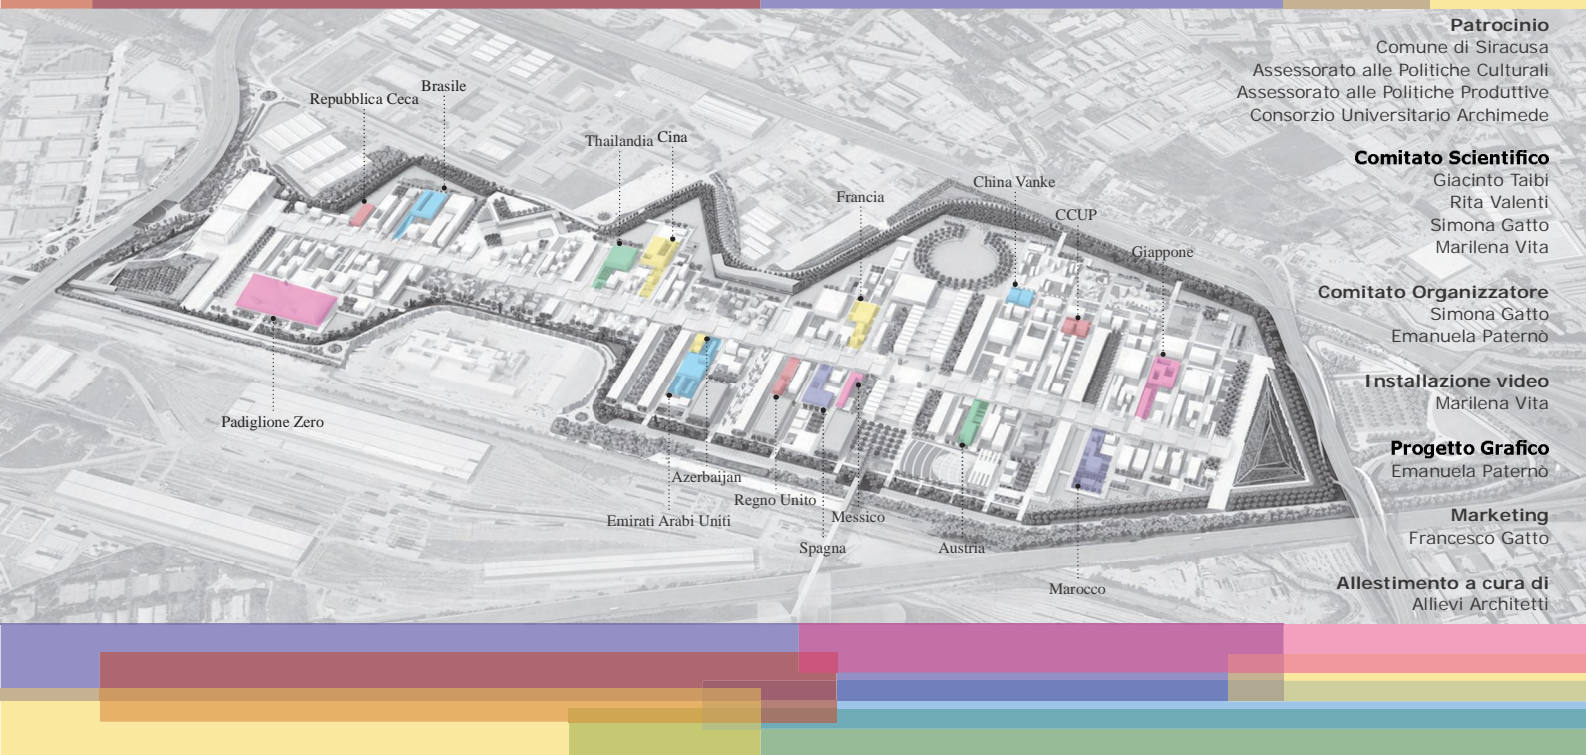 Patrocinio
Comune di Siracusa
Assessorato alle Politiche Culturali
Assessorato alle Politiche Produttive
Consorzio Universitario Archimede
Comitato Scientifico
Giacinto Taibi
Rita Valenti
Simona Gatto
Marilena Vita
Comitato Organizzatore
Simona Gatto
Emanuela Paternò
Installazione video
Marilena Vita
Progetto Grafico
Emanuela Paternò
Marketing
Francesco Gatto
Allestimento a cura di
Allievi Architetti
Brasile
Repubblica Ceca
Thailandia
Cina
China Vanke
Francia
CCUP
Giappone
Padiglione Zero
Azerbaijan
Regno Unito
Emirati Arabi Uniti
Messico
Spagna
Austria
Marocco